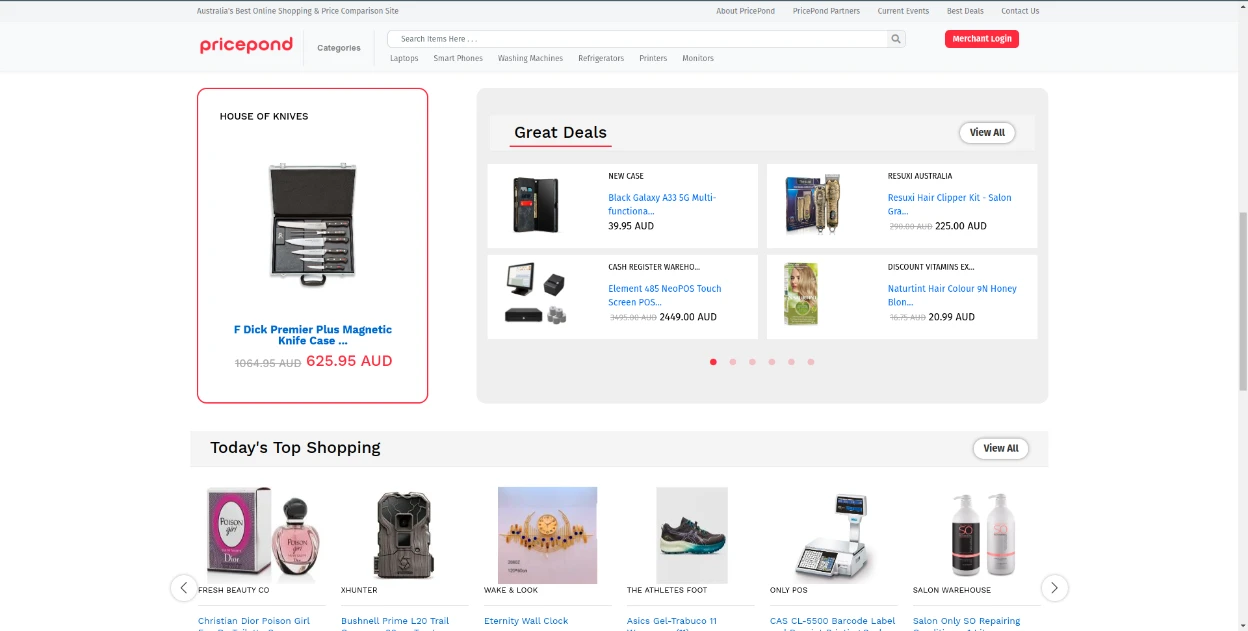 Australia's Best Online Shopping & Price Comparison Site
About PricePond
PricePond Partners
Current Events
Best Deals
Contact Us
pricepond
Categories
Search Items Here . . .
Merchant Login
Laptops
Smart Phones
Washing Machines
Refrigerators
Printers
Monitors
HOUSE OF KNIVES
F Dick Premier Plus Magnetic
Knife Case ...
1064.95 AUD 625.95 AUD
Great Deals
View All
NEW CASE
Black Galaxy A33 5G Multi-
functiona...
39.95 AUD
RESUXI AUSTRALIA
Resuxi Hair Clipper Kit - Salon
Gra...
290.00 AUD 225.00 AUD
CASH REGISTER WAREHO...
Element 485 NeoPOS Touch
Screen POS...
3495.00 AUD 2449.00 AUD
DISCOUNT VITAMINS EX...
Naturtint Hair Colour 9N Honey
Blon...
16.75 AUD 20.99 AUD
Today's Top Shopping
View All
POISON
girl
Dior
POISON
girl
FRESH BEAUTY CO
Christian Dior Poison Girl
XHUNTER
Bushnell Prime L20 Trail
WAKE & LOOK
Eternity Wall Clock
THE ATHLETES FOOT
Asics Gel-Trabuco 11
ONLY POS
CAS CL-5500 Barcode Label
SO
SO
SALON WAREHOUSE
Salon Only SO Repairing